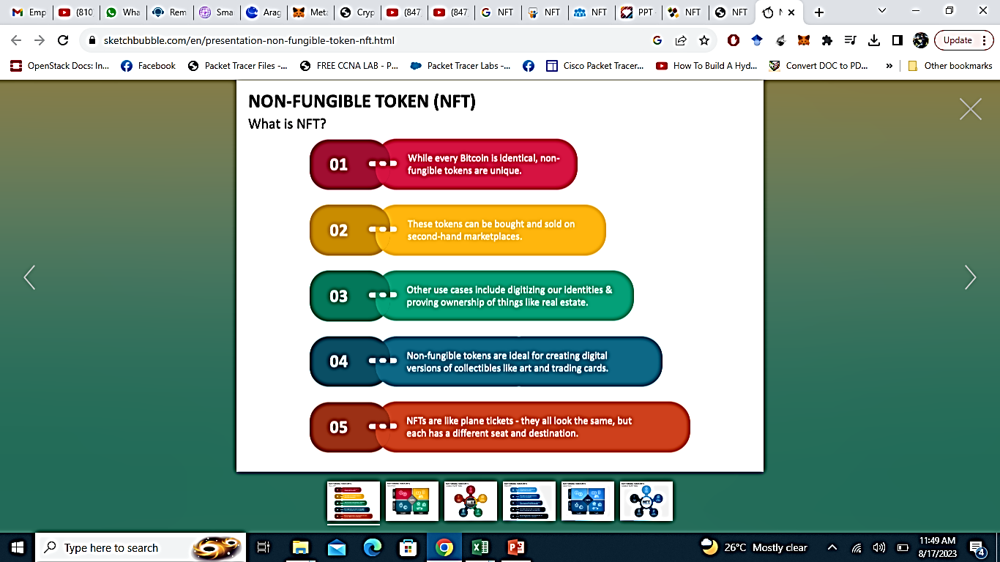 Emp
(810
Wha
Rem
Sma
Arag
Meta
Cryp
(847
(847
NFT
NFT
NFT
PPT
NFT
NFT
sketchbubble.com/en/presentation-non-fungible-token-nft.html
Update
OpenStack Docs: In...
Facebook
Packet Tracer Files -...
FREE CCNA LAB - P...
Packet Tracer Labs -...
Cisco Packet Tracer...
How To Build A Hyd...
Convert DOC to PD...
»
Other bookmarks
NON-FUNGIBLE TOKEN (NFT)
What is NFT?
01
While every Bitcoin is identical, non-
fungible tokens are unique.
02
These tokens can be bought and sold on
second-hand marketplaces.
03
Other use cases include digitizing our identities &
proving ownership of things like real estate.
04
Non-fungible tokens are ideal for creating digital
versions of collectibles like art and trading cards.
05
NFTs are like plane tickets - they all look the same, but
each has a different seat and destination.
Type here to search
26°C Mostly clear
11:49 AM
8/17/2023
4